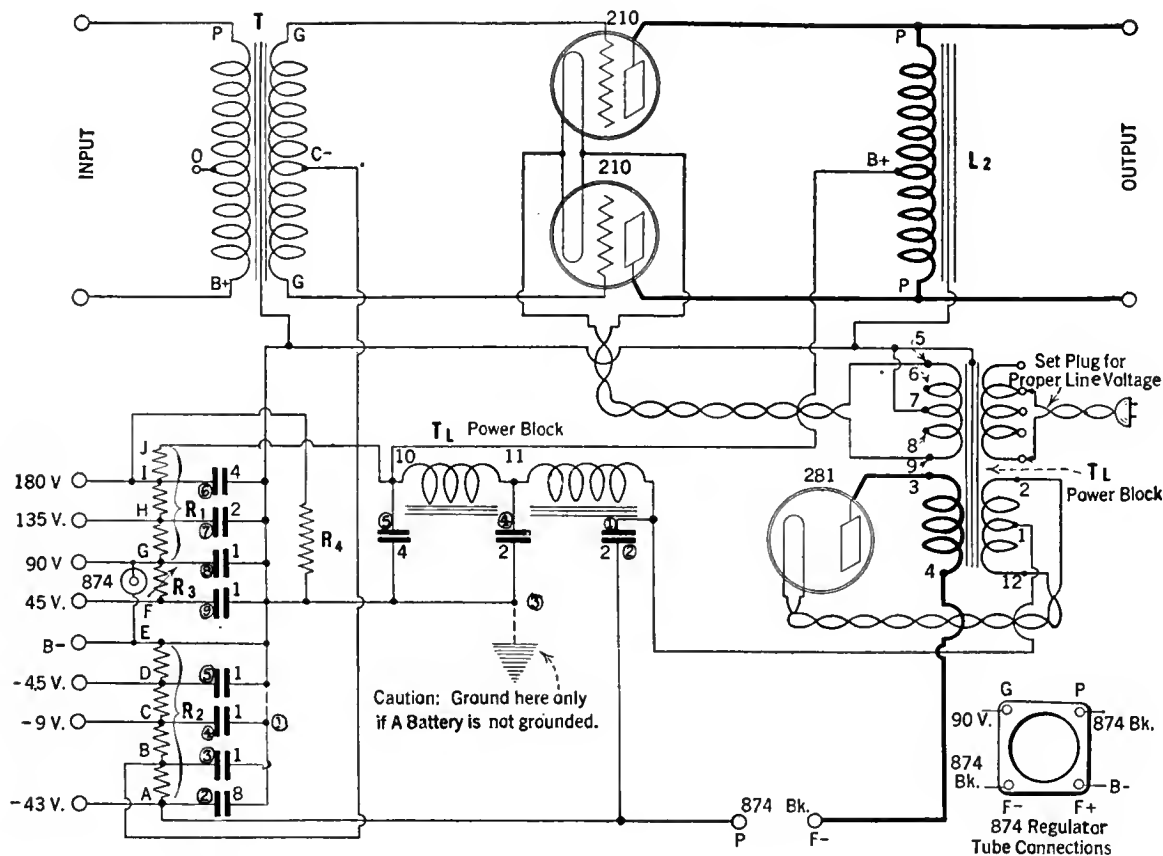 P T G
210
P
INPUT
O
C-
210
B+
L2
OUTPUT
B+ G
P
5
6
7
8
9
Set Plug for
Proper Line Voltage
TL Power Block
10 11
J
I
180 V
⑥ 4
H
R1
135 V.
⑦ 2
R4
⑤ 4
④ 2
① 2 ②
281
3
4
TL
Power Block
2
1
12
G
90 V
⑧ 1
874
R3
45 V.
F
⑨ 1
③
B-
E
D
-45 V.
⑤ 1
R2
C
-9 V.
④ 1
①
B
③ 1
A
-43 V.
② 8
Caution: Ground here only
if A Battery is not grounded.
874 Bk.
P F-
G P
90 V. 874 Bk.
874
Bk. B-
F- F+
874 Regulator
Tube Connections